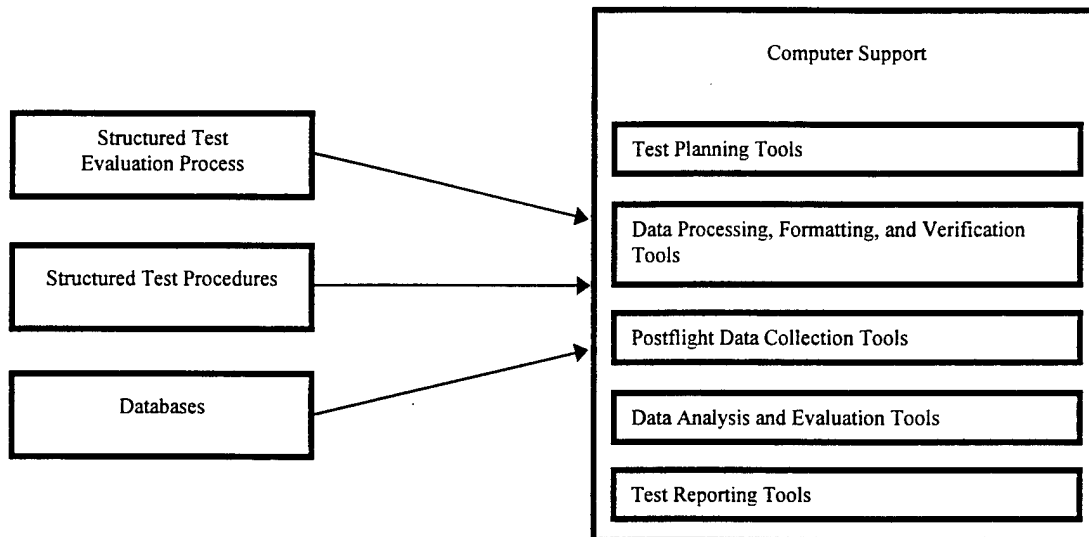 Structured Test
Evaluation Process
Structured Test Procedures
Databases
Computer Support
Test Planning Tools
Data Processing, Formatting, and Verification
Tools
Postflight Data Collection Tools
Data Analysis and Evaluation Tools
Test Reporting Tools